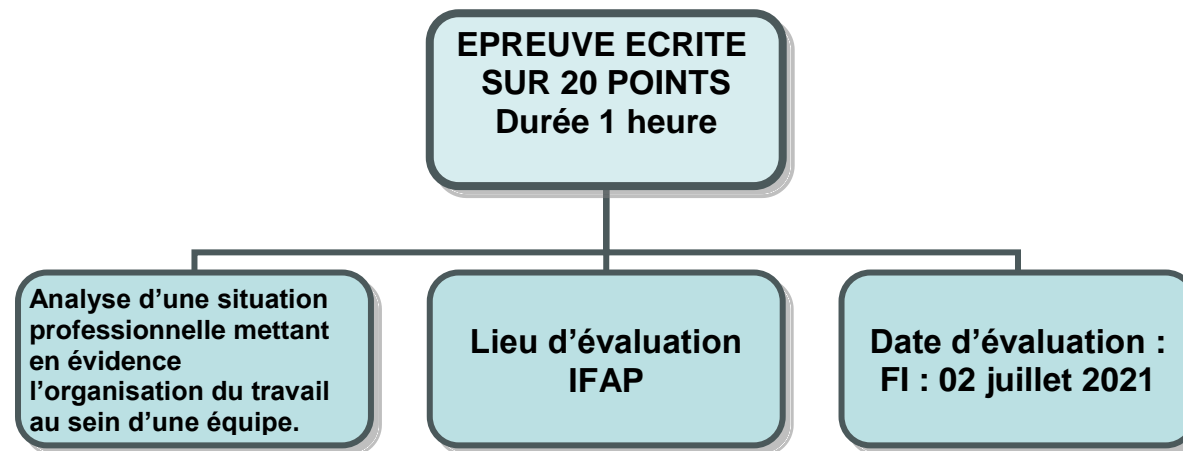 EPREUVE ECRITE
SUR 20 POINTS
Durée 1 heure
Analyse d’une situation
professionnelle mettant
en évidence
l’organisation du travail
au sein d’une équipe.
Lieu d’évaluation
IFAP
Date d’évaluation :
FI : 02 juillet 2021